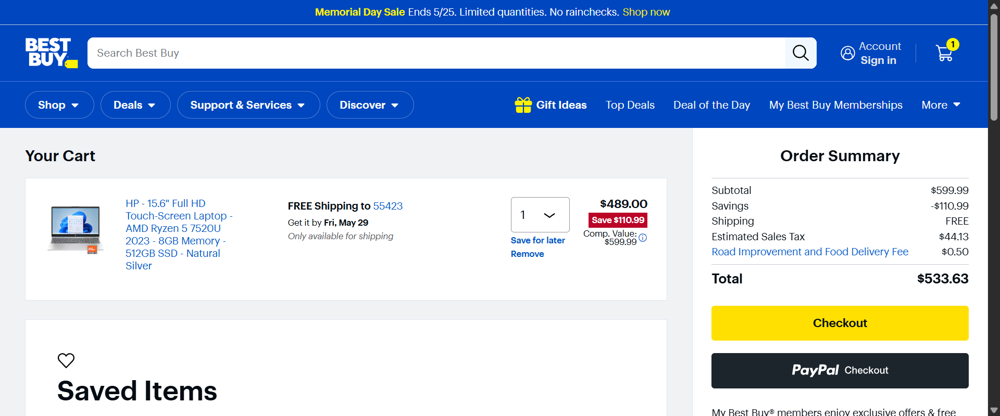 Memorial Day Sale Ends 5/25. Limited quantities. No rainchecks. Shop now
BEST
BUY
Search Best Buy
Account
Sign in
1
Shop
Deals
Support & Services
Discover
Gift Ideas
Top Deals
Deal of the Day
My Best Buy Memberships
More
Your Cart
HP - 15.6" Full HD
Touch-Screen Laptop -
AMD Ryzen 5 7520U
2023 - 8GB Memory -
512GB SSD - Natural
Silver
FREE Shipping to 55423
Get it by Fri, May 29
Only available for shipping
1
Save for later
Remove
$489.00
Save $110.99
Comp. Value:
$599.99
Saved Items
Order Summary
Subtotal $599.99
Savings -$110.99
Shipping FREE
Estimated Sales Tax $44.13
Road Improvement and Food Delivery Fee $0.50
Total $533.63
Checkout
PayPal Checkout
My Best Buy® members enjoy exclusive offers & free